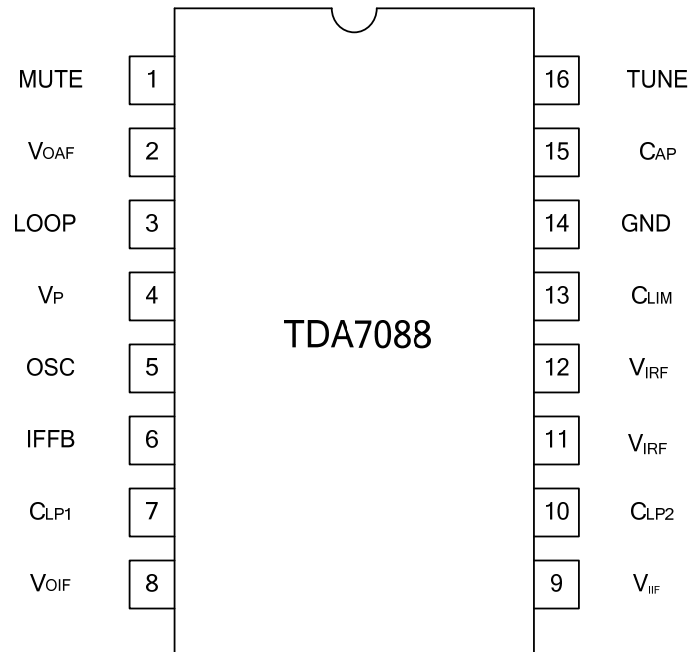 MUTE 1 16 TUNE
VOAF 2 15 CAP
LOOP 3 14 GND
VP 4 13 CLIM
TDA7088
OSC 5 12 VIRF
IFFB 6 11 VIRF
CLP1 7 10 CLP2
VOIF 8 9 VIIF